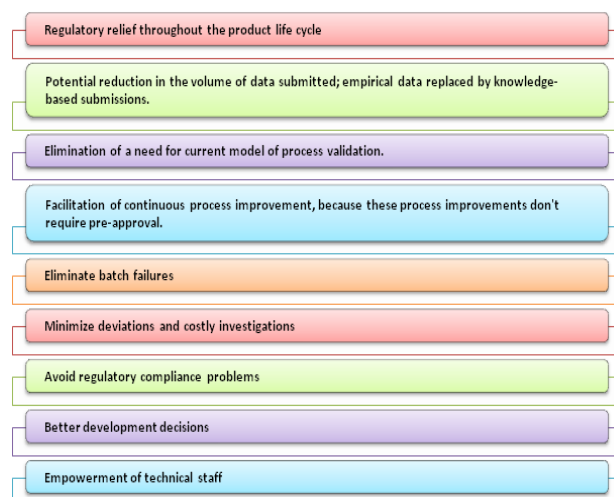 Regulatory relief throughout the product life cycle
Potential reduction in the volume of data submitted; empirical data replaced by knowledge-
based submissions.
Elimination of a need for current model of process validation.
Facilitation of continuous process improvement, because these process improvements don't
require pre-approval.
Eliminate batch failures
Minimize deviations and costly investigations
Avoid regulatory compliance problems
Better development decisions
Empowerment of technical staff